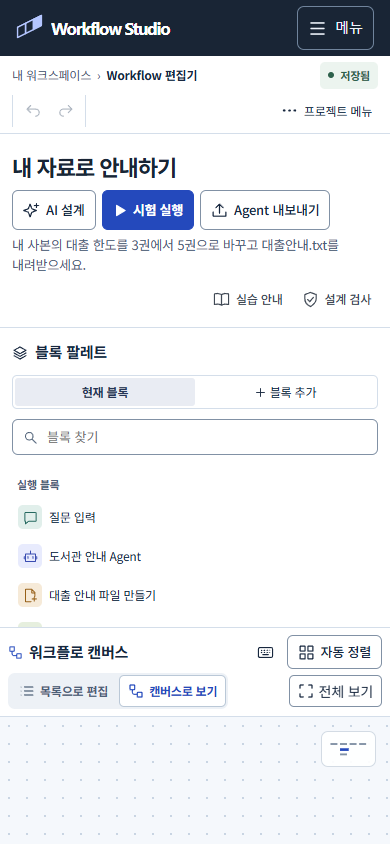 Workflow Studio
메뉴
내 워크스페이스 › Workflow 편집기
저장됨
프로젝트 메뉴
내 자료로 안내하기
AI 설계
시험 실행
Agent 내보내기
내 사본의 대출 한도를 3권에서 5권으로 바꾸고 대출안내.txt를
내려받으세요.
실습 안내
설계 검사
블록 팔레트
현재 블록
+ 블록 추가
블록 찾기
실행 블록
질문 입력
도서관 안내 Agent
대출 안내 파일 만들기
워크플로 캔버스
자동 정렬
목록으로 편집
캔버스로 보기
전체 보기